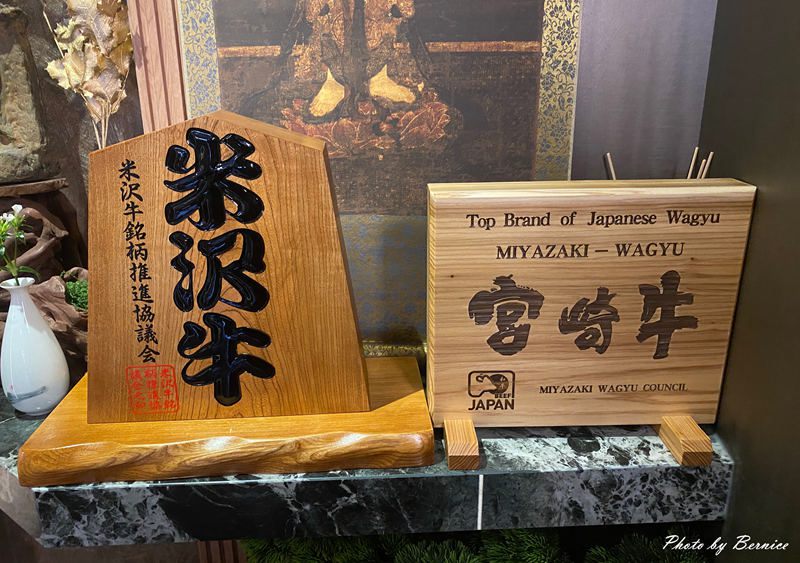 米沢牛
米沢牛銘柄推進協議会
Top Brand of Japanese Wagyu
MIYAZAKI – WAGYU
宮崎牛
BEEF
JAPAN
MIYAZAKI WAGYU COUNCIL
Photo by Bernice